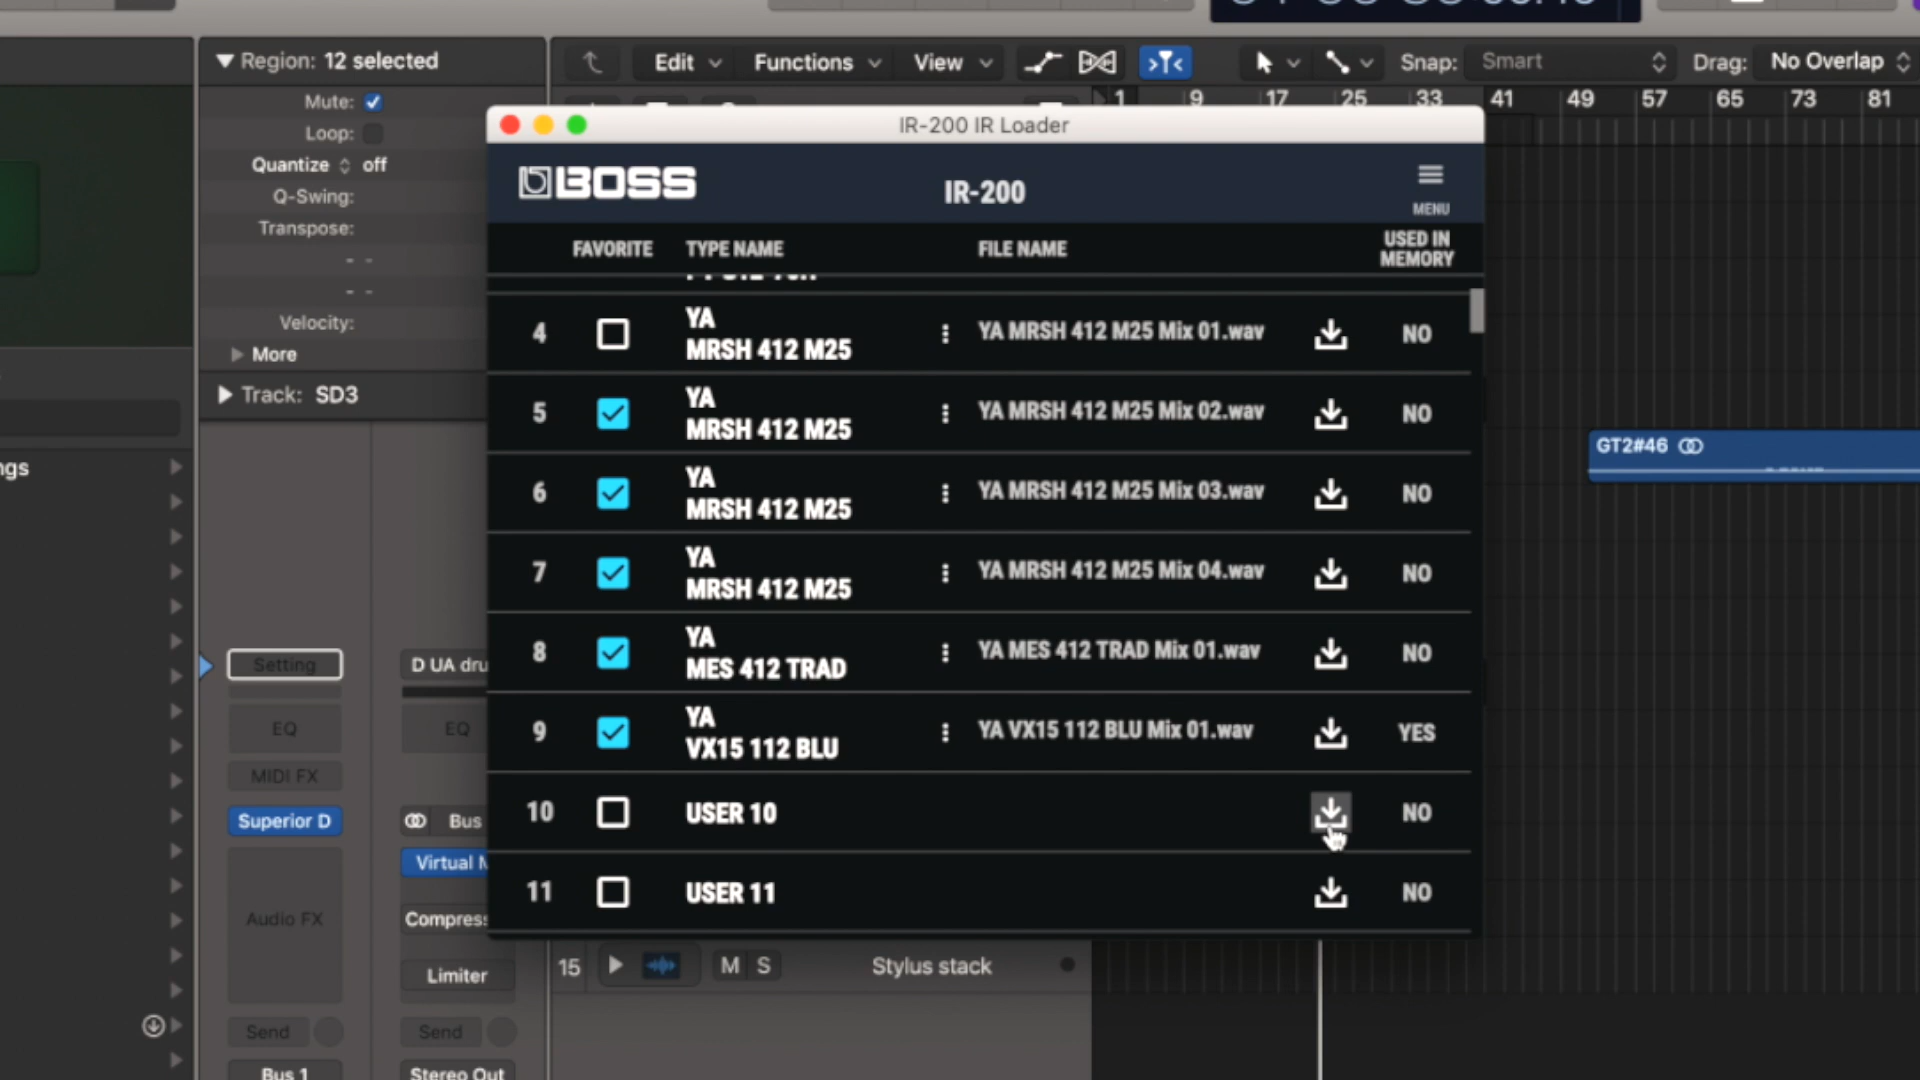 Region: 12 selected
Edit
Functions
View
Snap: Smart
Drag: No Overlap
1 9 17 25 33 41 49 57 65 73 81
Mute:
Loop:
Quantize off
Q-Swing:
Transpose:
- -
- -
Velocity:
More
Track: SD3
IR-200 IR Loader
BOSS
IR-200
MENU
FAVORITE TYPE NAME FILE NAME USED IN
MEMORY
4 YA
MRSH 412 M25 YA MRSH 412 M25 Mix 01.wav NO
5 YA
MRSH 412 M25 YA MRSH 412 M25 Mix 02.wav NO
6 YA
MRSH 412 M25 YA MRSH 412 M25 Mix 03.wav NO
7 YA
MRSH 412 M25 YA MRSH 412 M25 Mix 04.wav NO
8 YA
MES 412 TRAD YA MES 412 TRAD Mix 01.wav NO
9 YA
VX15 112 BLU YA VX15 112 BLU Mix 01.wav YES
10 USER 10 NO
11 USER 11 NO
GT2#46
ngs
Setting
EQ
MIDI FX
Superior D
Audio FX
Send
Bus 1
D UA dru
EQ
Bus
Virtual M
Compres
Limiter
Send
Stereo Out
15 M S Stylus stack